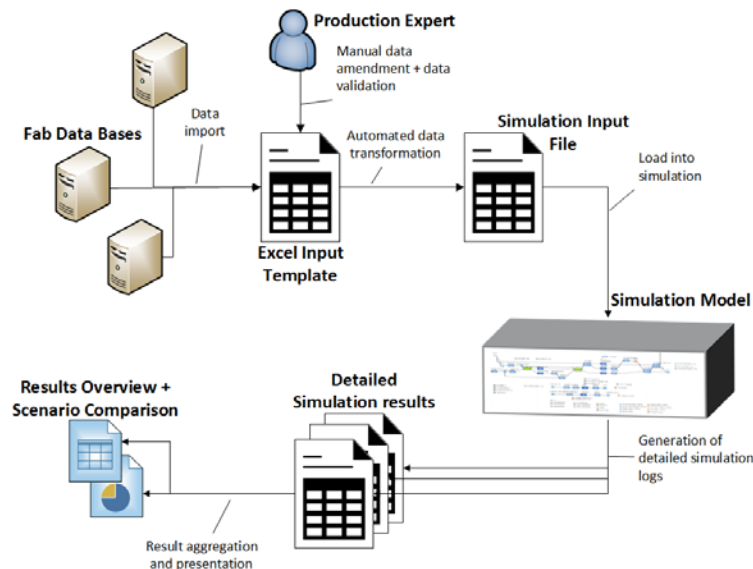 Production Expert
Manual data
amendment + data
validation
Fab Data Bases
Data
import
Automated data
transformation
Simulation Input
File
Load into
simulation
Excel Input
Template
Simulation Model
Results Overview +
Scenario Comparison
Detailed
Simulation results
Generation of
detailed simulation
logs
Result aggregation
and presentation